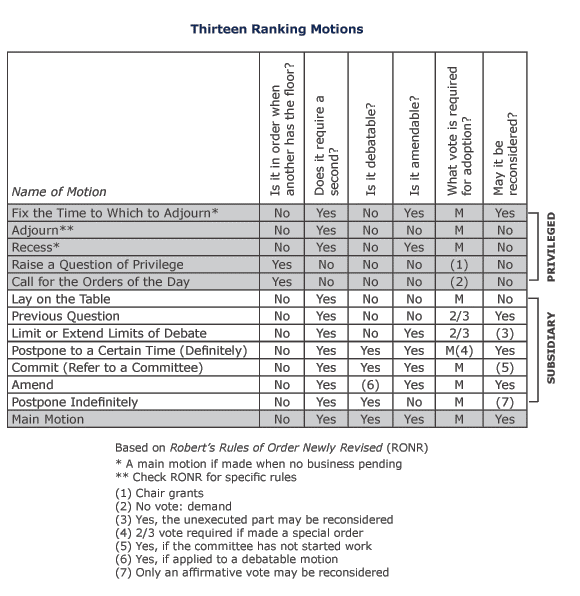 Thirteen Ranking Motions
Name of Motion
Is it in order when
another has the floor?
Does it require a
second?
Is it debatable?
Is it amendable?
What vote is required
for adoption?
May it be
reconsidered?
Fix the Time to Which to Adjourn* No Yes No Yes M Yes
Adjourn** No Yes No No M No
Recess* No Yes No Yes M No
Raise a Question of Privilege Yes No No No (1) No
Call for the Orders of the Day Yes No No No (2) No
PRIVILEGED
Lay on the Table No Yes No No M No
Previous Question No Yes No No 2/3 Yes
Limit or Extend Limits of Debate No Yes No Yes 2/3 (3)
Postpone to a Certain Time (Definitely) No Yes Yes Yes M(4) Yes
Commit (Refer to a Committee) No Yes Yes Yes M (5)
Amend No Yes (6) Yes M Yes
Postpone Indefinitely No Yes Yes No M (7)
SUBSIDIARY
Main Motion No Yes Yes Yes M Yes
Based on Robert's Rules of Order Newly Revised (RONR)
* A main motion if made when no business pending
** Check RONR for specific rules
(1) Chair grants
(2) No vote: demand
(3) Yes, the unexecuted part may be reconsidered
(4) 2/3 vote required if made a special order
(5) Yes, if the committee has not started work
(6) Yes, if applied to a debatable motion
(7) Only an affirmative vote may be reconsidered